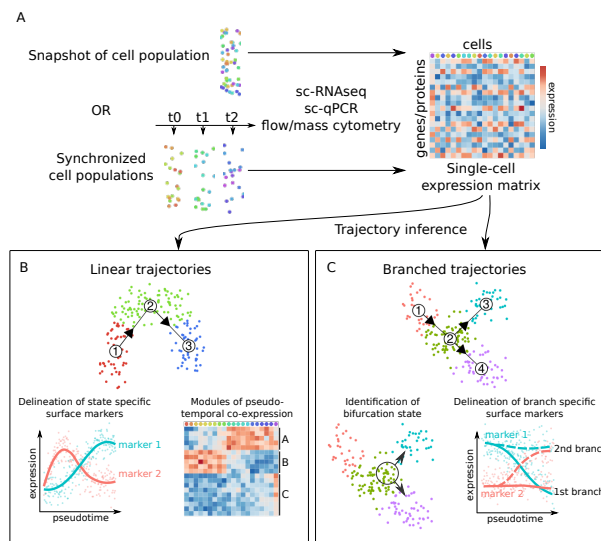 A
Snapshot of cell population
OR
t0 t1 t2
Synchronized
cell populations
sc-RNAseq
sc-qPCR
flow/mass cytometry
cells
genes/proteins
expression
Single-cell
expression matrix
Trajectory inference
B
Linear trajectories
1
2
3
Delineation of state specific
surface markers
expression
marker 1
marker 2
pseudotime
Modules of pseudo-
temporal co-expression
A
B
C
C
Branched trajectories
1
2
3
4
Identification of
bifurcation state
Delineation of branch specific
surface markers
expression
marker 1
marker 2
2nd branch
1st branch
pseudotime